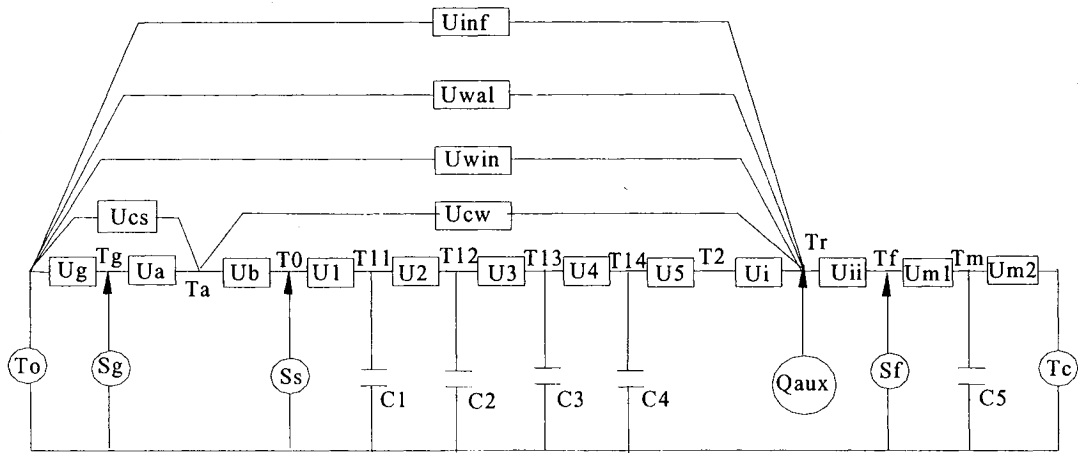 Uinf
Uwal
Uwin
Ucs
Ucw
Tr
Ug Tg Ua Ta Ub T0 U1 T11 U2 T12 U3 T13 U4 T14 U5 T2 Ui Uii Tf Um1 Tm Um2
To Sg Ss C1 C2 C3 C4 Qaux Sf C5 Tc